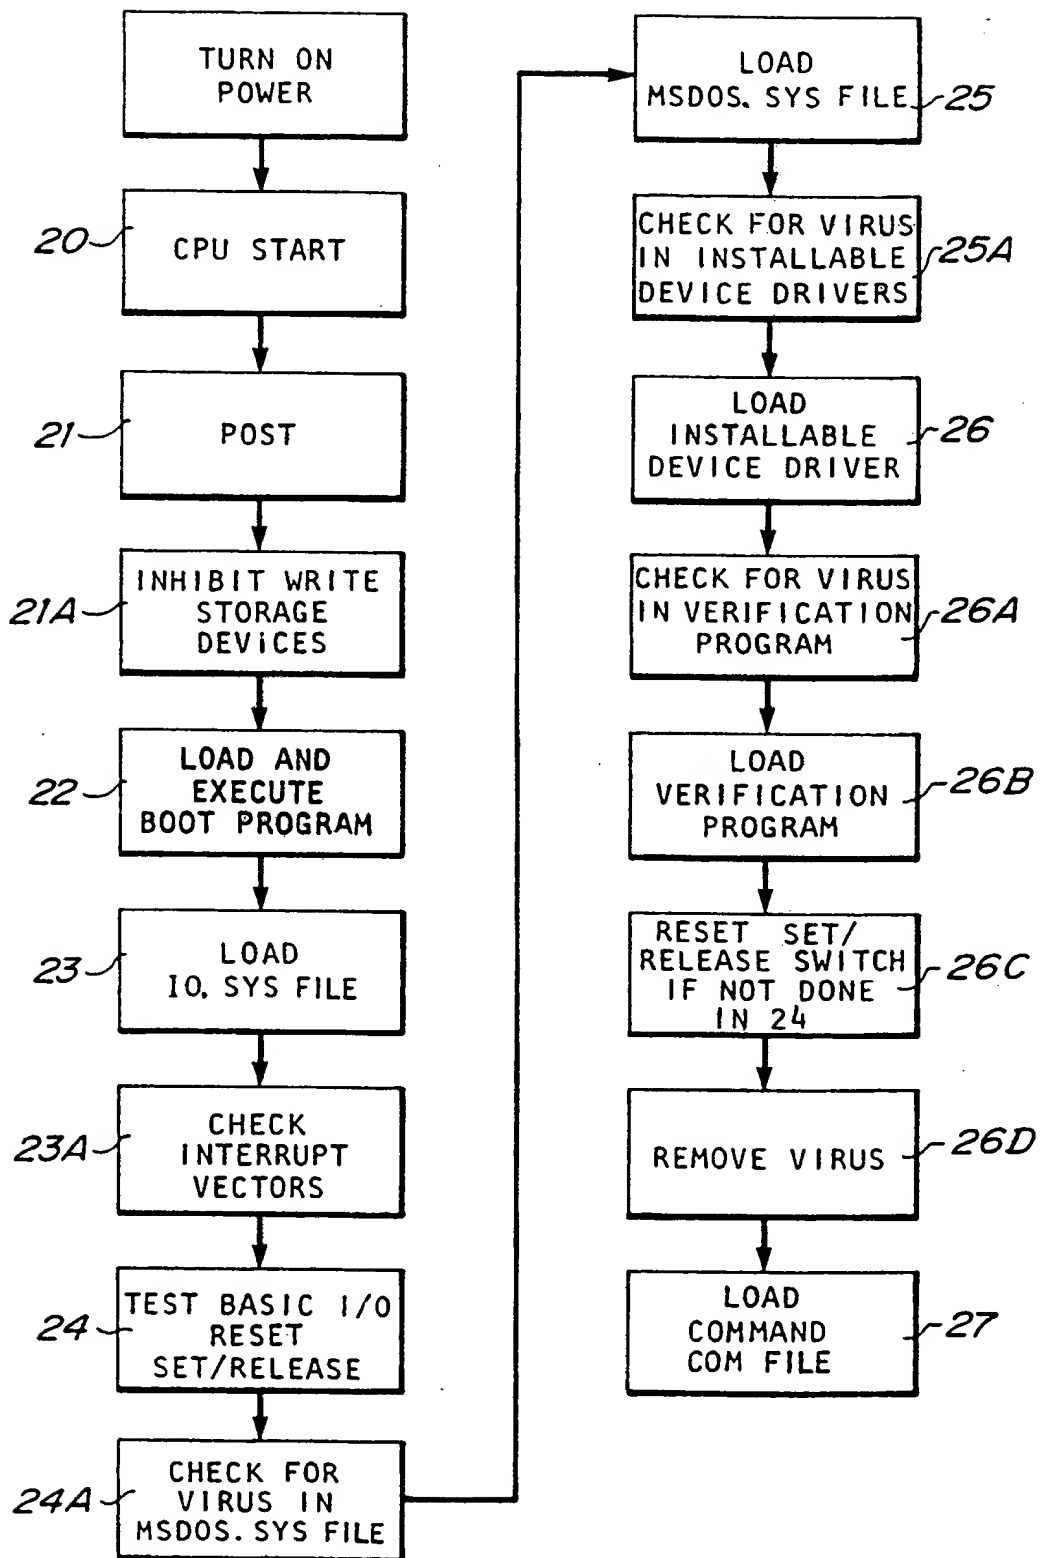 TURN ON
POWER
20
CPU START
21
POST
21A
INHIBIT WRITE
STORAGE
DEVICES
22
LOAD AND
EXECUTE
BOOT PROGRAM
23
LOAD
IO. SYS FILE
23A
CHECK
INTERRUPT
VECTORS
24
TEST BASIC I/O
RESET
SET/RELEASE
24A
CHECK FOR
VIRUS IN
MSDOS. SYS FILE
LOAD
MSDOS. SYS FILE
25
CHECK FOR VIRUS
IN INSTALLABLE
DEVICE DRIVERS
25A
LOAD
INSTALLABLE
DEVICE DRIVER
26
CHECK FOR VIRUS
IN VERIFICATION
PROGRAM
26A
LOAD
VERIFICATION
PROGRAM
26B
RESET SET/
RELEASE SWITCH
IF NOT DONE
IN 24
26C
REMOVE VIRUS
26D
LOAD
COMMAND
COM FILE
27